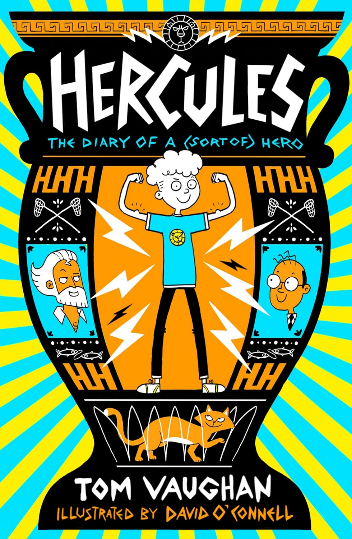 HERCULES
THE DIARY OF A (SORT OF) HERO
TOM VAUGHAN
ILLUSTRATED BY DAVID O'CONNELL